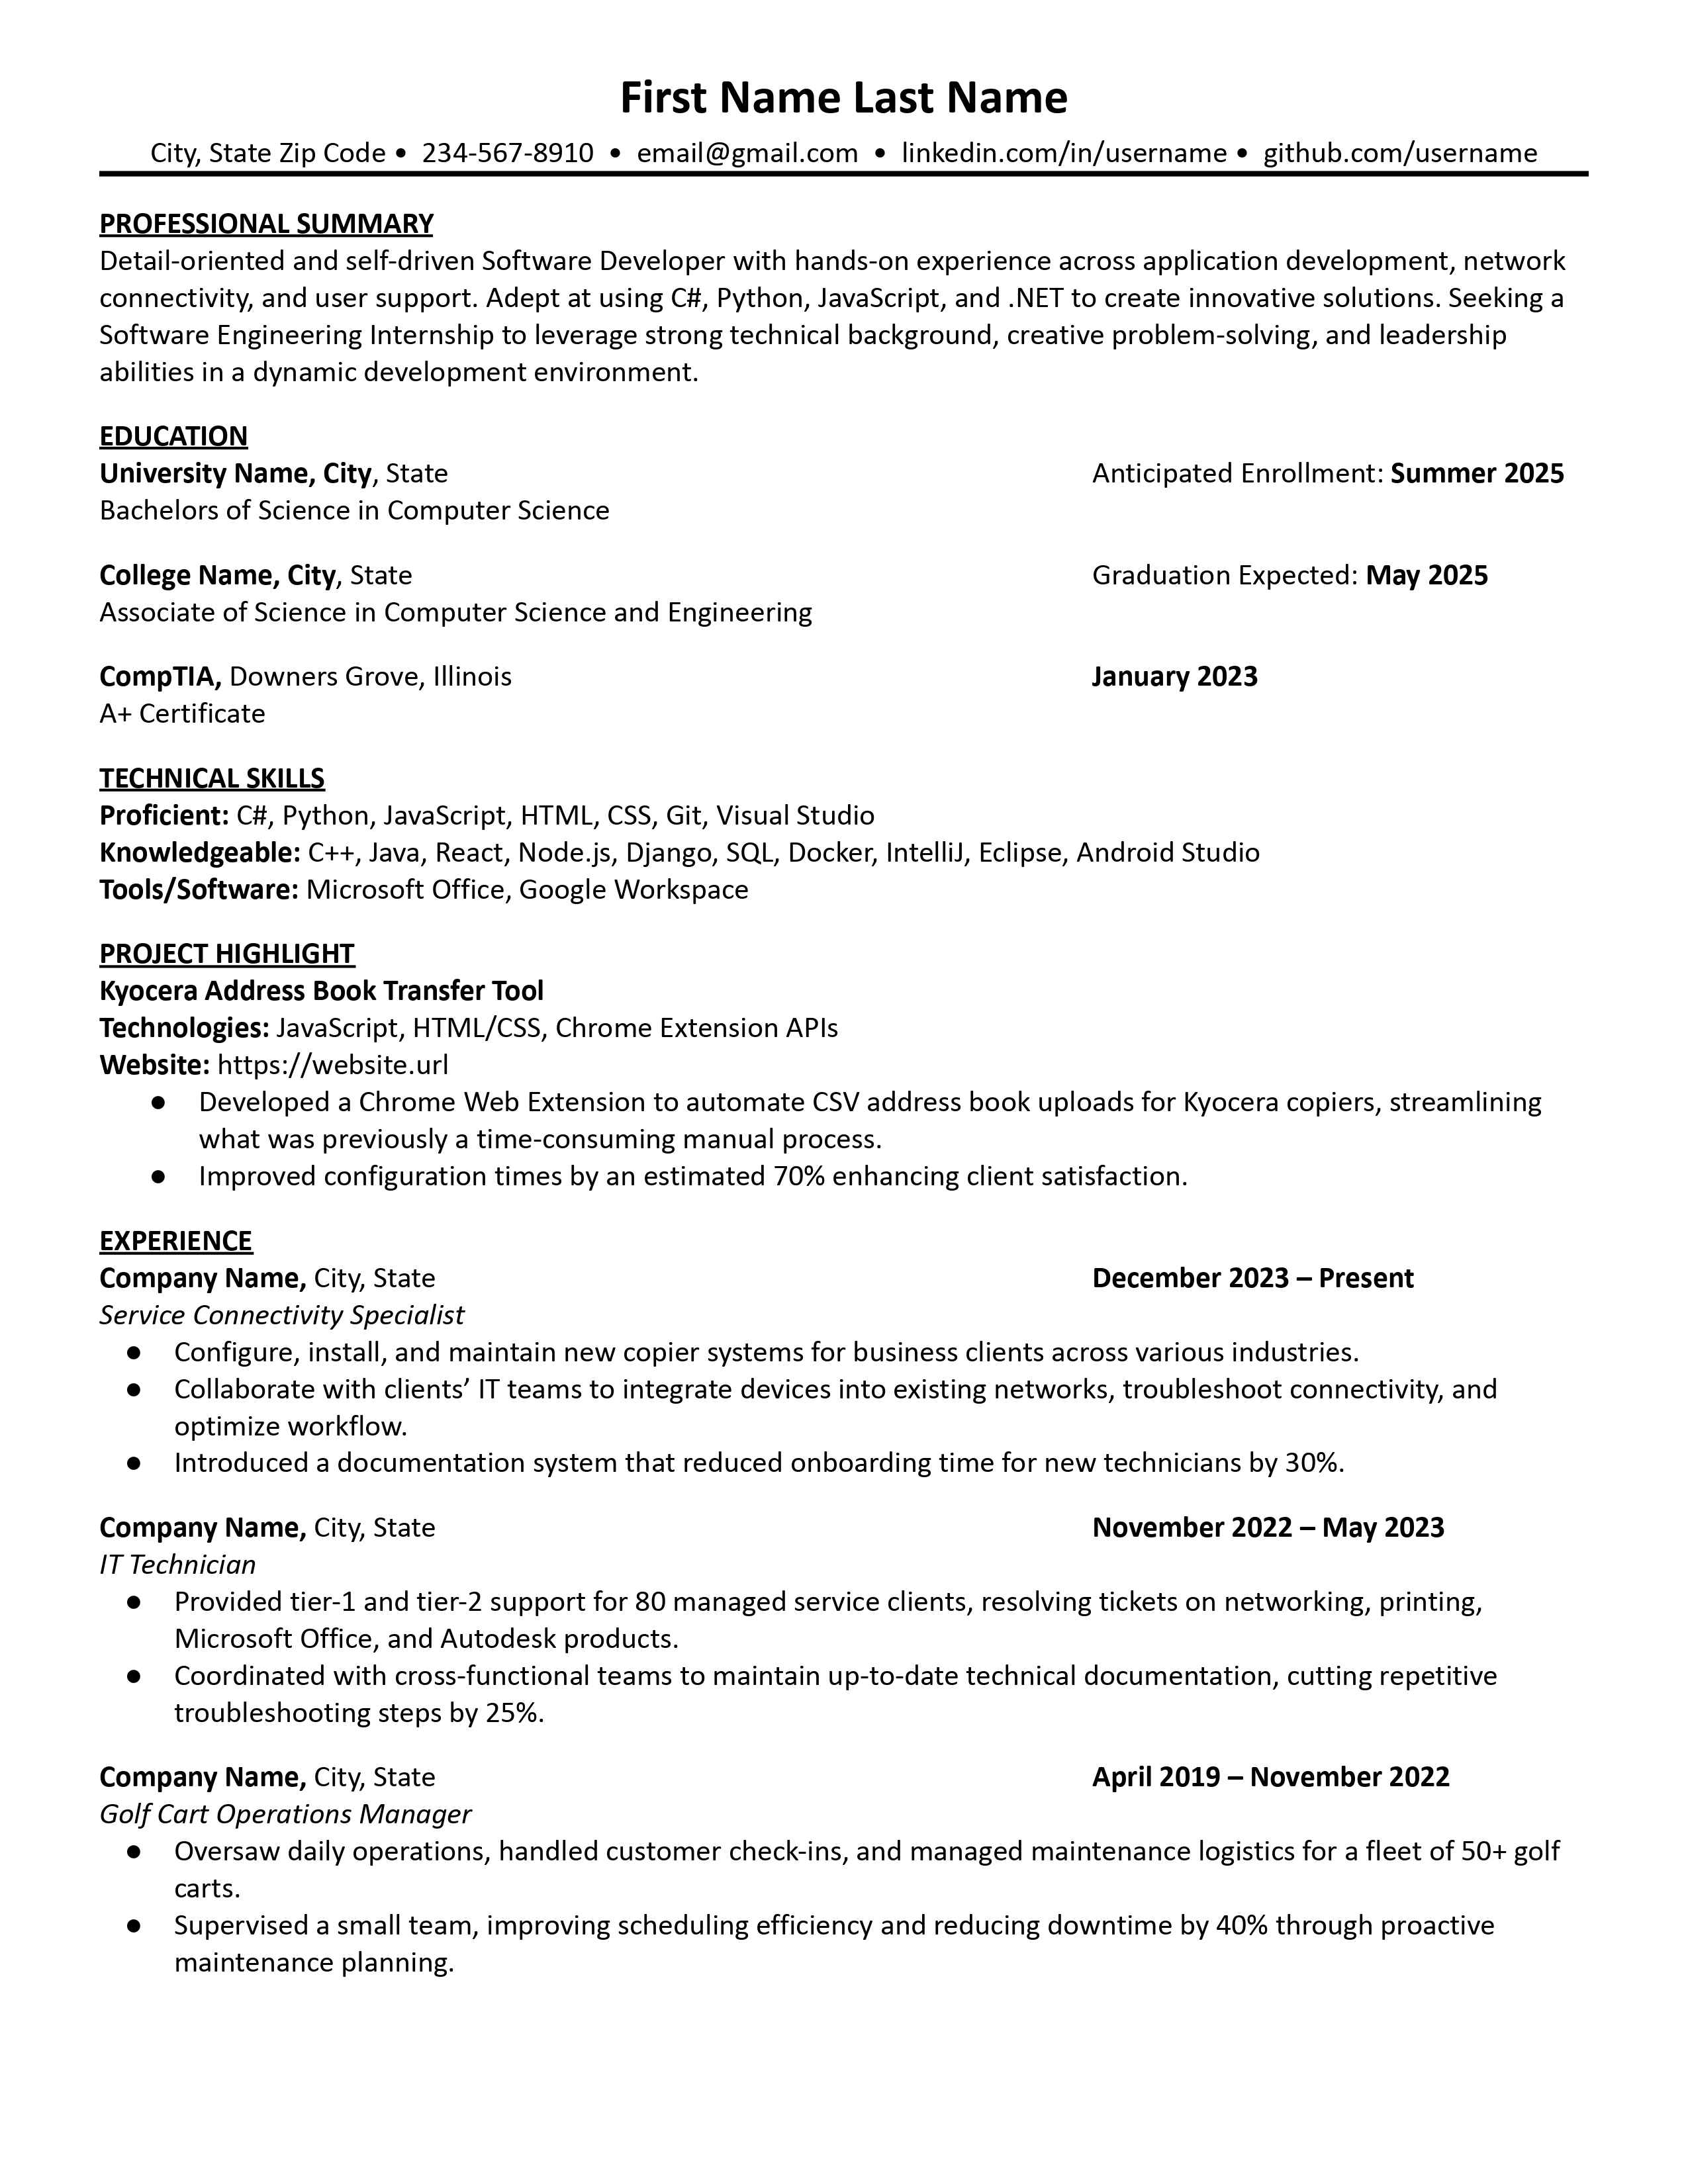 First Name Last Name
City, State Zip Code • 234-567-8910 • email@gmail.com • linkedin.com/in/username • github.com/username
PROFESSIONAL SUMMARY
Detail-oriented and self-driven Software Developer with hands-on experience across application development, network
connectivity, and user support. Adept at using C#, Python, JavaScript, and .NET to create innovative solutions. Seeking a
Software Engineering Internship to leverage strong technical background, creative problem-solving, and leadership
abilities in a dynamic development environment.
EDUCATION
University Name, City, State Anticipated Enrollment: Summer 2025
Bachelors of Science in Computer Science
College Name, City, State Graduation Expected: May 2025
Associate of Science in Computer Science and Engineering
CompTIA, Downers Grove, Illinois January 2023
A+ Certificate
TECHNICAL SKILLS
Proficient: C#, Python, JavaScript, HTML, CSS, Git, Visual Studio
Knowledgeable: C++, Java, React, Node.js, Django, SQL, Docker, IntelliJ, Eclipse, Android Studio
Tools/Software: Microsoft Office, Google Workspace
PROJECT HIGHLIGHT
Kyocera Address Book Transfer Tool
Technologies: JavaScript, HTML/CSS, Chrome Extension APIs
Website: https://website.url
● Developed a Chrome Web Extension to automate CSV address book uploads for Kyocera copiers, streamlining
what was previously a time-consuming manual process.
● Improved configuration times by an estimated 70% enhancing client satisfaction.
EXPERIENCE
Company Name, City, State December 2023 – Present
Service Connectivity Specialist
● Configure, install, and maintain new copier systems for business clients across various industries.
● Collaborate with clients’ IT teams to integrate devices into existing networks, troubleshoot connectivity, and
optimize workflow.
● Introduced a documentation system that reduced onboarding time for new technicians by 30%.
Company Name, City, State November 2022 – May 2023
IT Technician
● Provided tier-1 and tier-2 support for 80 managed service clients, resolving tickets on networking, printing,
Microsoft Office, and Autodesk products.
● Coordinated with cross-functional teams to maintain up-to-date technical documentation, cutting repetitive
troubleshooting steps by 25%.
Company Name, City, State April 2019 – November 2022
Golf Cart Operations Manager
● Oversaw daily operations, handled customer check-ins, and managed maintenance logistics for a fleet of 50+ golf
carts.
● Supervised a small team, improving scheduling efficiency and reducing downtime by 40% through proactive
maintenance planning.